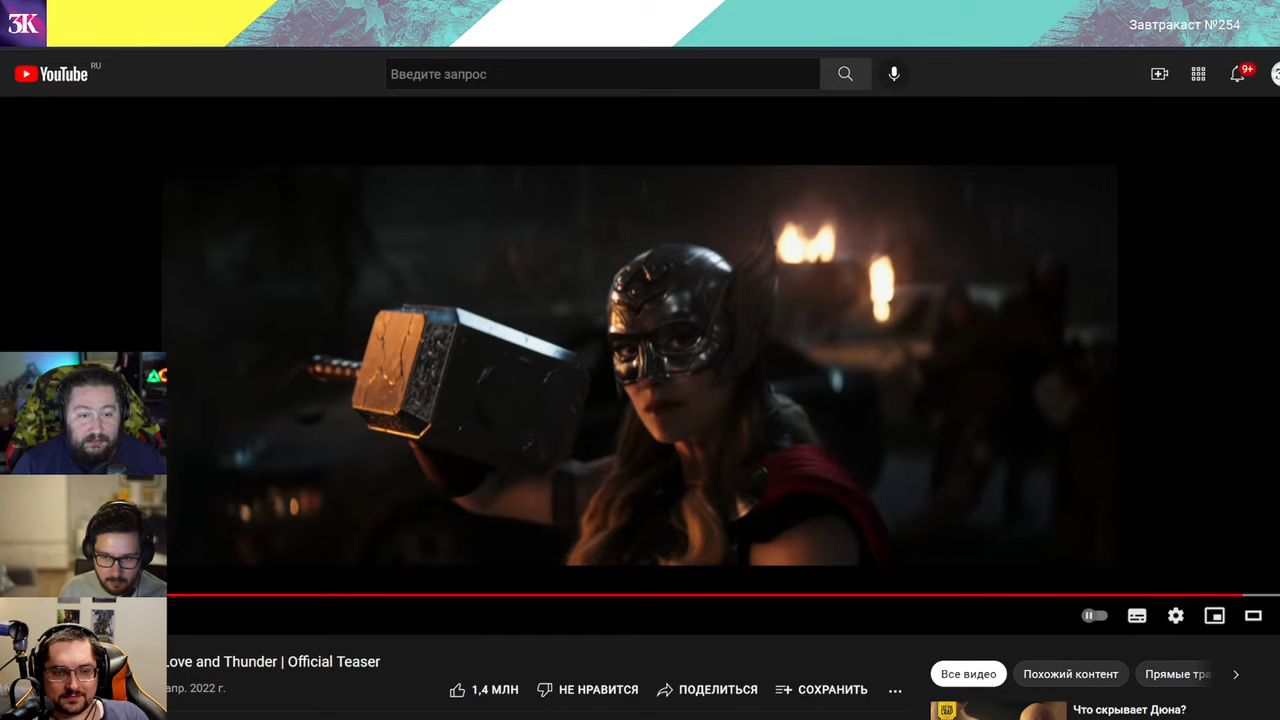 ЗК
Завтракаст №254
YouTube RU
Введите запрос
9+
Love and Thunder | Official Teaser
апр. 2022 г.
1,4 МЛН
НЕ НРАВИТСЯ
ПОДЕЛИТЬСЯ
СОХРАНИТЬ
Все видео
Похожий контент
Прямые тра
Что скрывает Дюна?